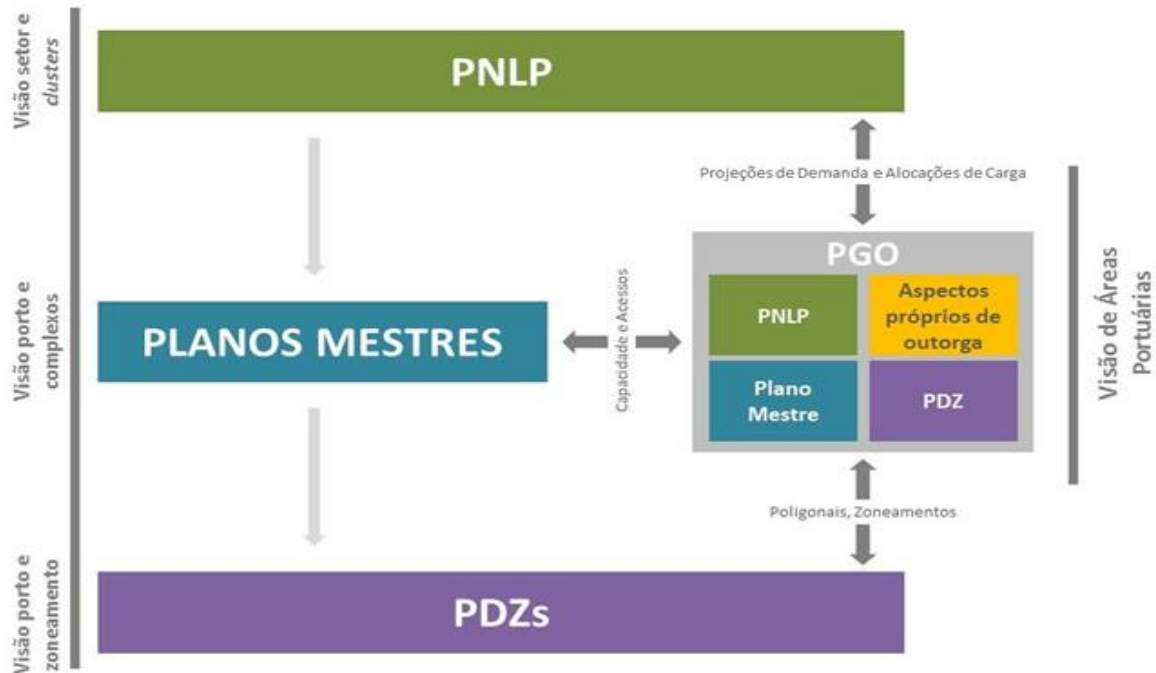 Visão setor e
dusters
PNLP
Projeções de Demanda e Alocações de Carga
Visão porto e
complexos
PLANOS MESTRES
Capacidade e Acessos
PGO
PNLP
Aspectos
próprios de
outorga
Plano
Mestre
PDZ
Visão de Áreas
Portuárias
Poligonais, Zoneamentos
Visão porto e
zoneamento
PDZs